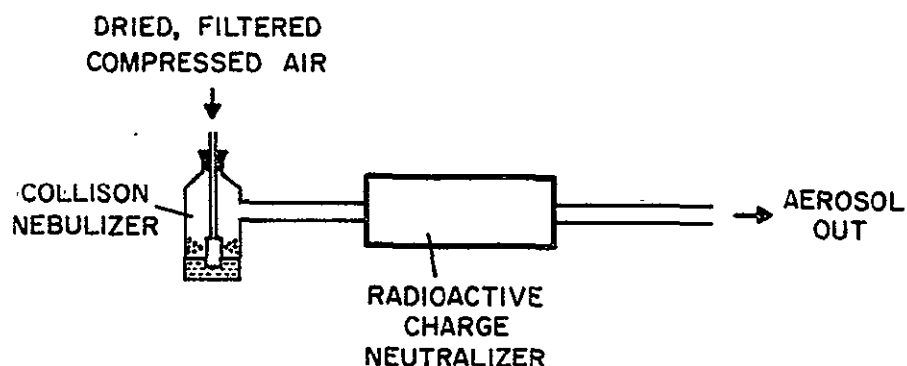 DRIED, FILTERED
COMPRESSED AIR
COLLISON
NEBULIZER
RADIOACTIVE
CHARGE
NEUTRALIZER
AEROSOL
OUT